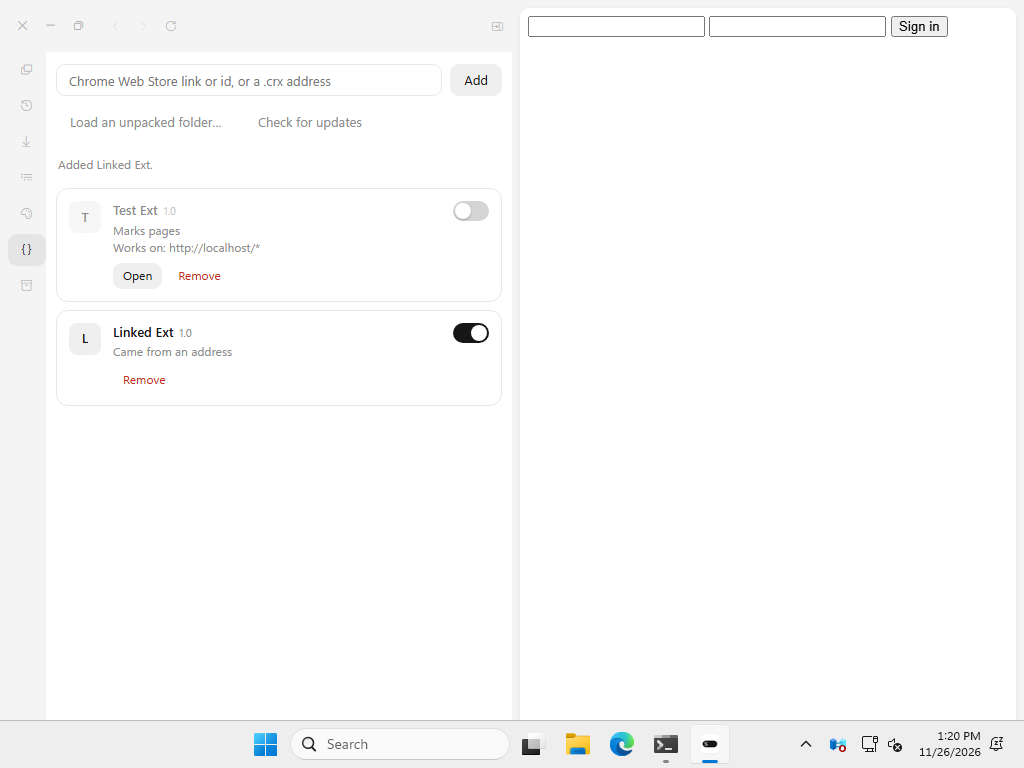 Sign in
Chrome Web Store link or id, or a .crx address
Add
Load an unpacked folder...
Check for updates
Added Linked Ext.
T
Test Ext 1.0
Marks pages
Works on: http://localhost/*
Open
Remove
{}
L
Linked Ext 1.0
Came from an address
Remove
Search
1:20 PM
11/26/2026